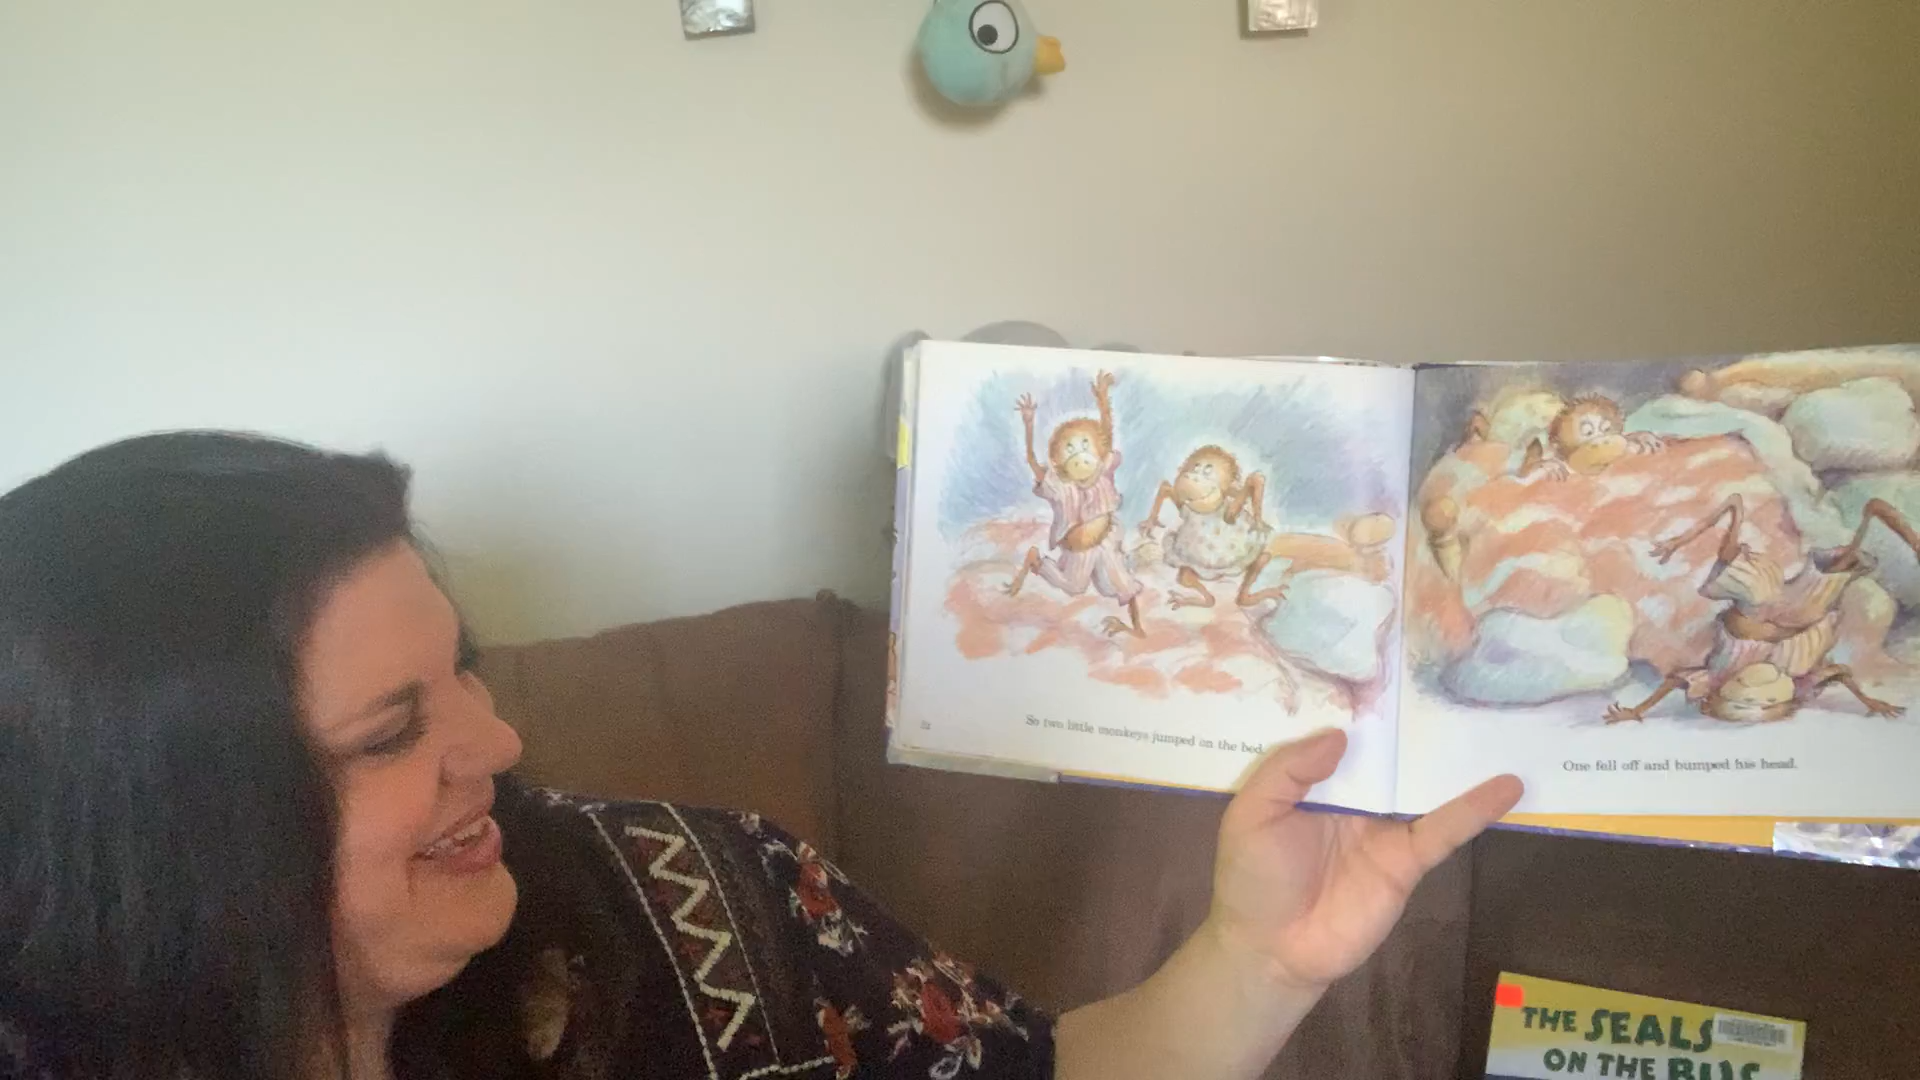 So two little monkeys jumped on the bed.
One fell off and bumped his head.
THE SEALS
ON THE BUS